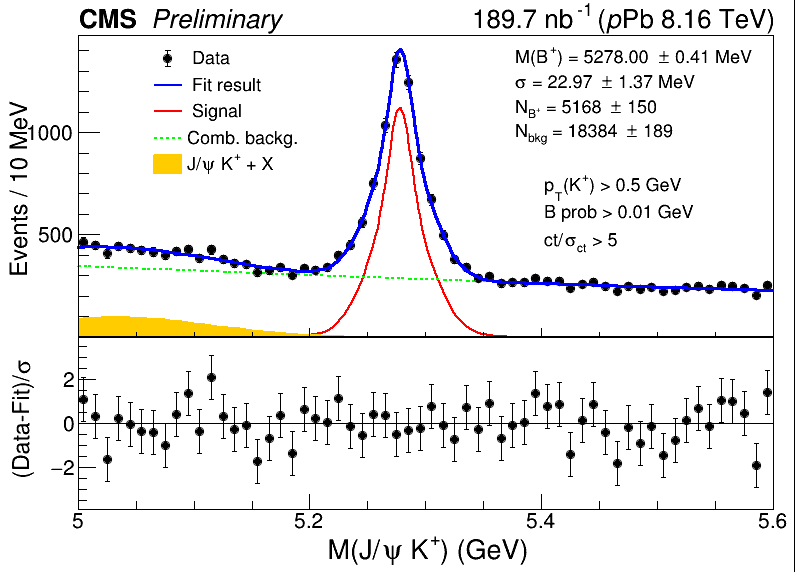 CMS Preliminary 189.7 nb⁻¹ (pPb 8.16 TeV)
Data
Fit result
Signal
Comb. backg.
J/ψ K⁺ + X
M(B⁺) = 5278.00 ± 0.41 MeV
σ = 22.97 ± 1.37 MeV
N_B⁺ = 5168 ± 150
N_bkg = 18384 ± 189
p_T(K⁺) > 0.5 GeV
B prob > 0.01 GeV
ct/σ_ct > 5
Events / 10 MeV
1000
500
(Data-Fit)/σ
2
0
−2
5 5.2 5.4 5.6
M(J/ψ K⁺) (GeV)